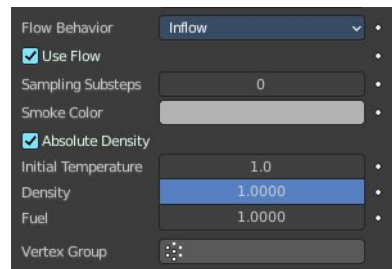 Flow Behavior Inflow
Use Flow
Sampling Substeps 0
Smoke Color
Absolute Density
Initial Temperature 1.0
Density 1.0000
Fuel 1.0000
Vertex Group